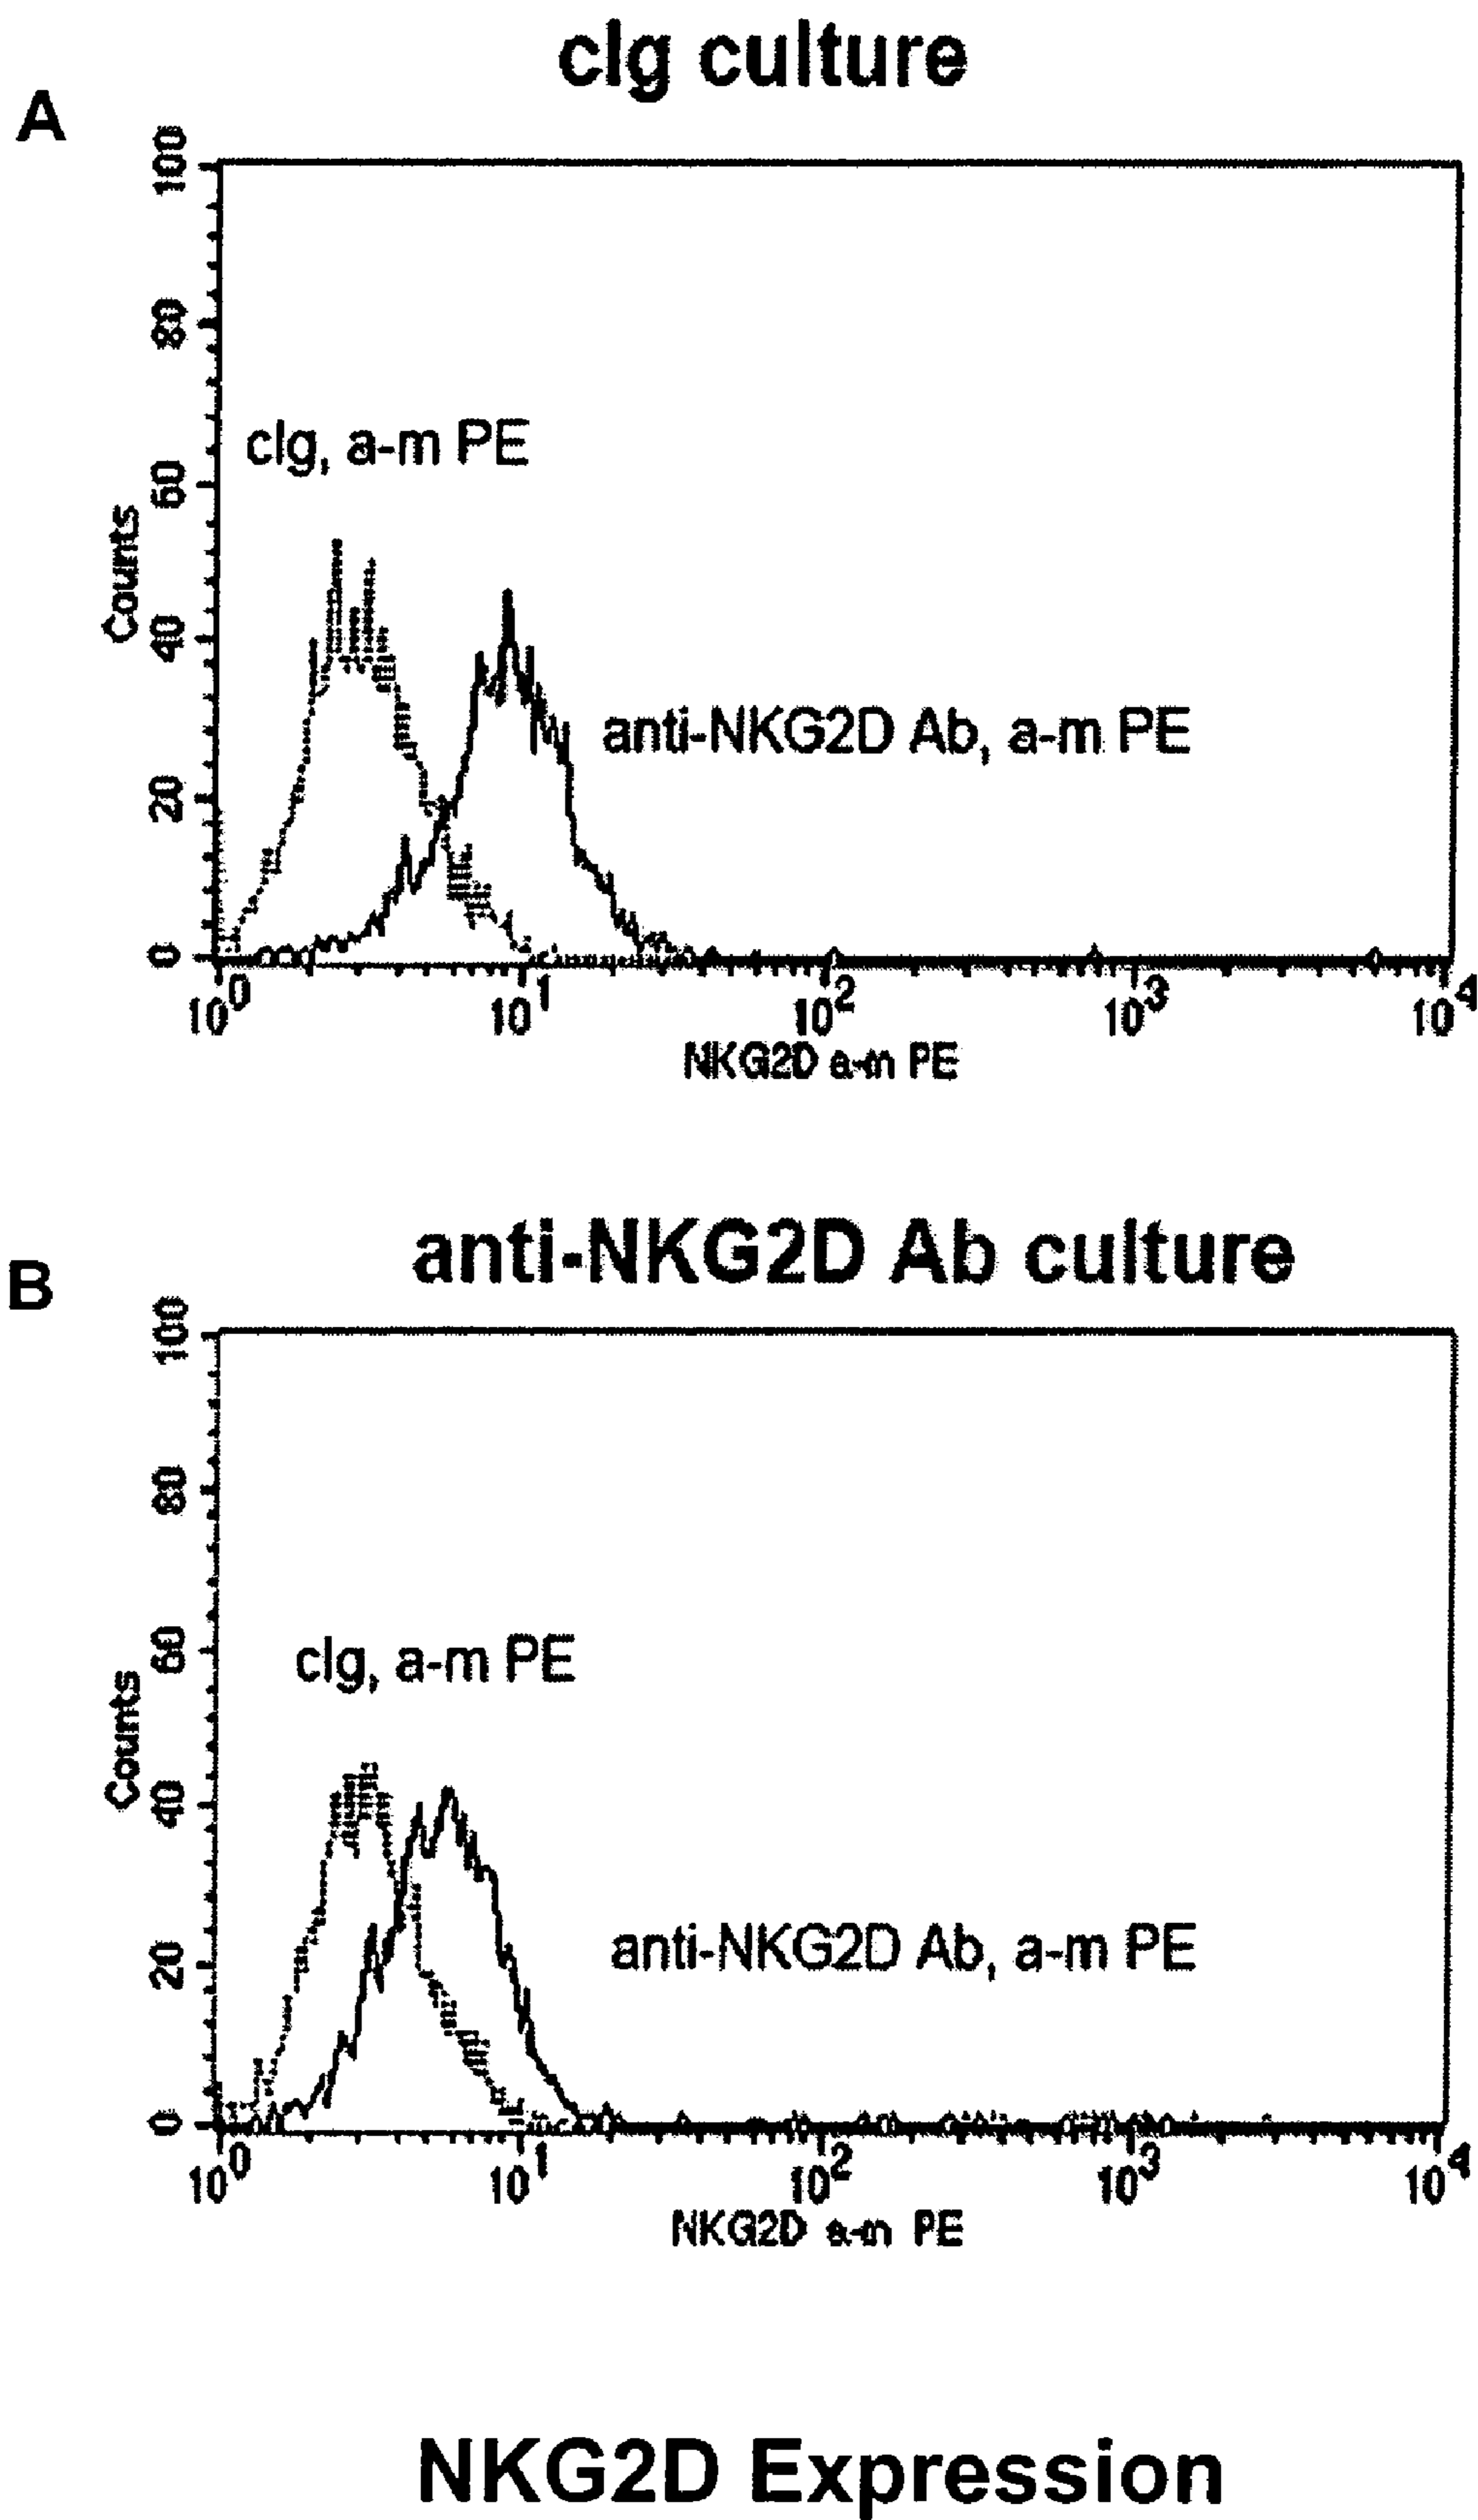 cIg culture
A
100
80
60
40
20
0
Counts
cIg, a-m PE
anti-NKG2D Ab, a-m PE
10^0 10^1 10^2 10^3 10^4
NKG2D a-m PE
anti-NKG2D Ab culture
B
100
80
60
40
20
0
Counts
cIg, a-m PE
anti-NKG2D Ab, a-m PE
10^0 10^1 10^2 10^3 10^4
NKG2D a-m PE
NKG2D Expression